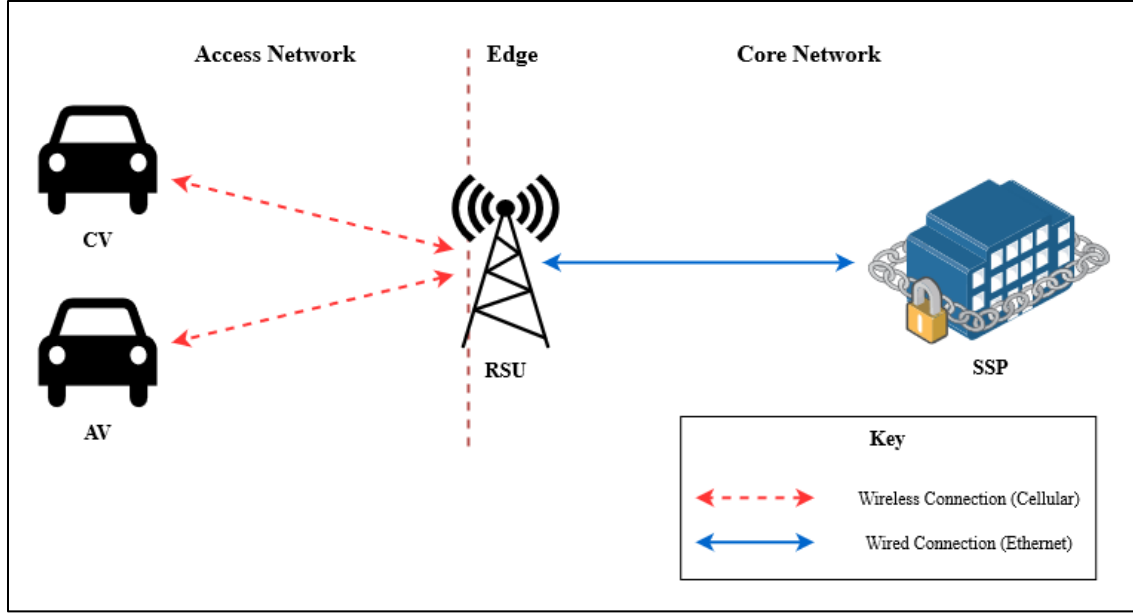 Access Network
Edge
Core Network
CV
AV
RSU
SSP
Key
Wireless Connection (Cellular)
Wired Connection (Ethernet)